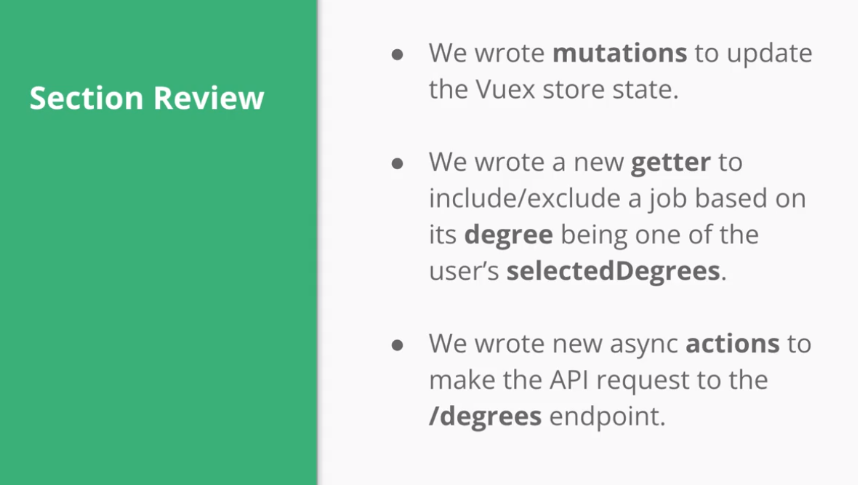 Section Review
● We wrote mutations to update
the Vuex store state.
● We wrote a new getter to
include/exclude a job based on
its degree being one of the
user’s selectedDegrees.
● We wrote new async actions to
make the API request to the
/degrees endpoint.